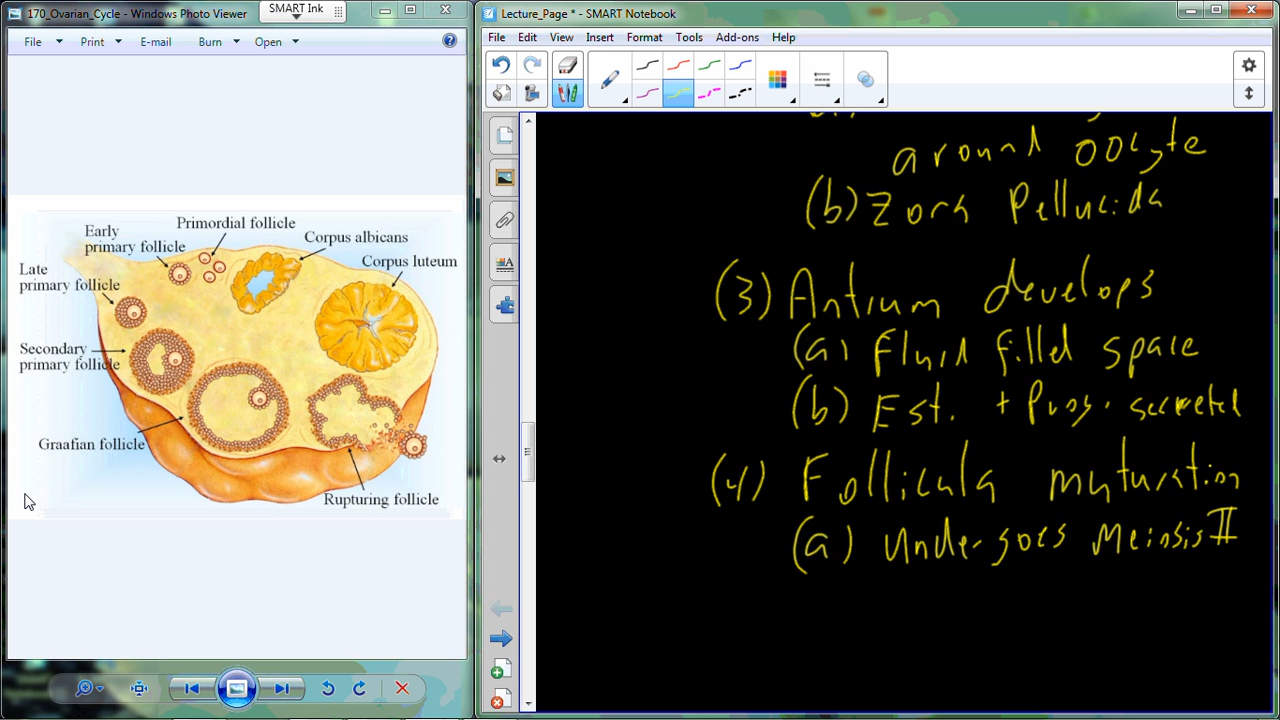 170_Ovarian_Cycle - Windows Photo Viewer
SMART Ink
File Print E-mail Burn Open
Primordial follicle
Early
primary follicle
Corpus albicans
Corpus luteum
Late
primary follicle
Secondary
primary follicle
Graafian follicle
Rupturing follicle
Lecture_Page * - SMART Notebook
File Edit View Insert Format Tools Add-ons Help
around oocyte
(b) Zona Pellucida
(3) Antrum develops
(a) Fluid filled space
(b) Est. + Prog. secreted
(4) Follicula maturation
(a) Undergoes Meiosis II